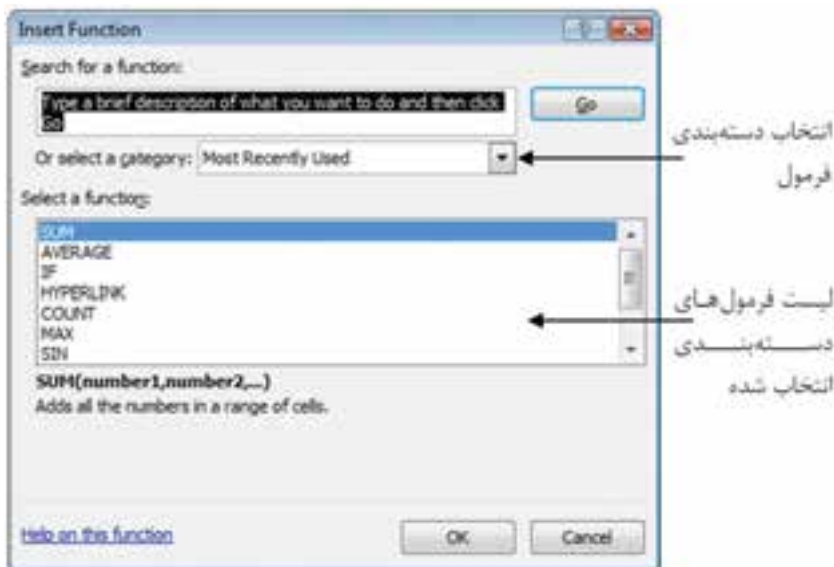 Insert Function
Search for a function:
Type a brief description of what you want to do and then click
Go
Go
Or select a category: Most Recently Used
انتخاب دسته‌بندی
فرمول
Select a function:
SUM
AVERAGE
IF
HYPERLINK
COUNT
MAX
SIN
لیست فرمول‌های
دسته‌بندی
انتخاب شده
SUM(number1,number2,...)
Adds all the numbers in a range of cells.
Help on this function
OK
Cancel